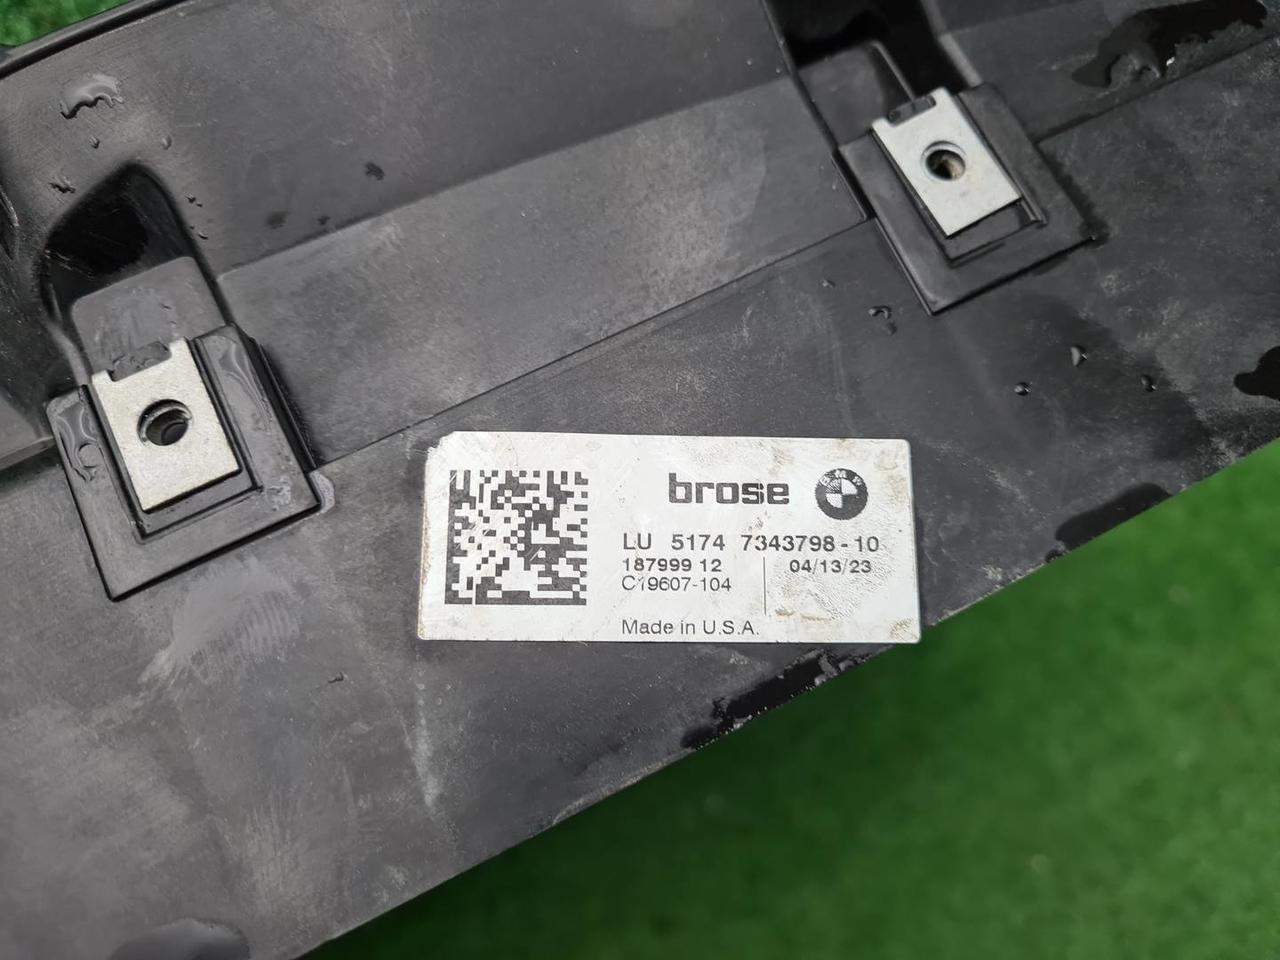 brose
BMW
LU 5174 7343798-10
187999 12
04/13/23
C19607-104
Made in U.S.A.